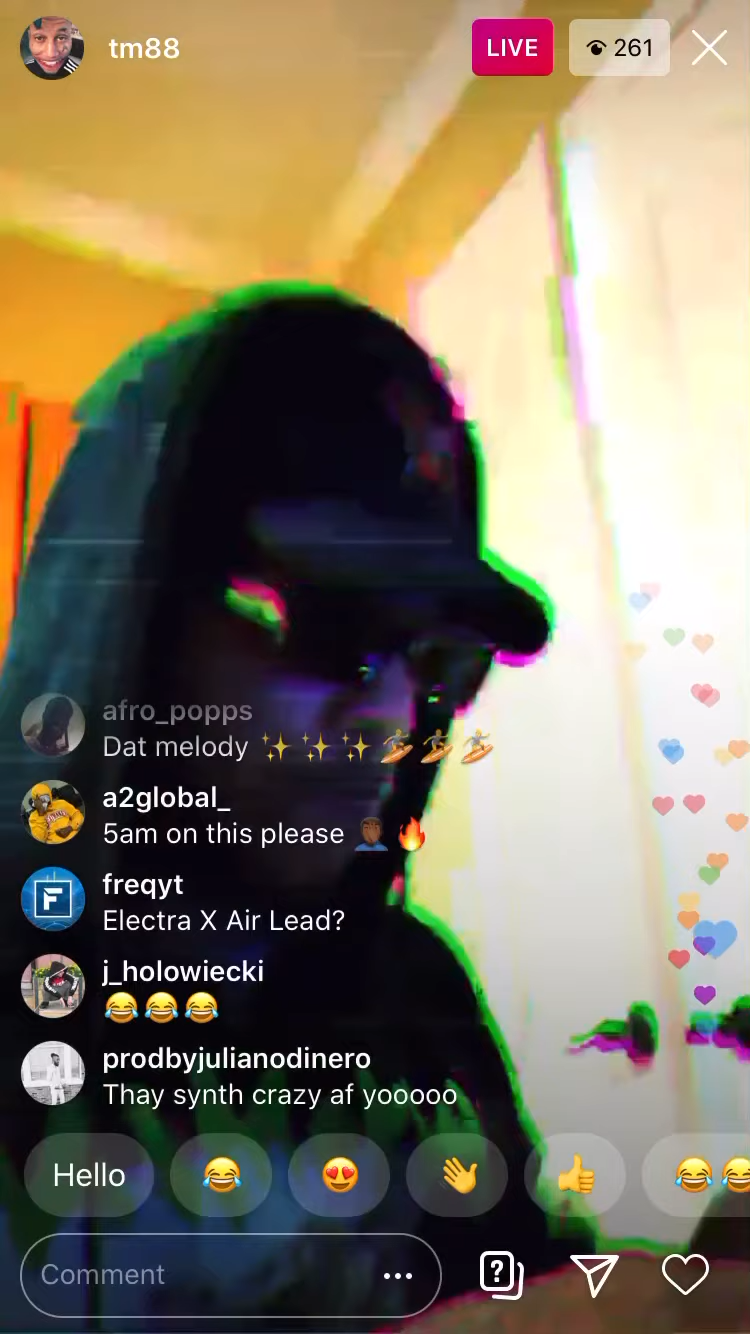 tm88
LIVE
261
afro_popps
Dat melody ✨✨✨🏄🏾‍♂️🏄🏾‍♂️🏄🏾‍♂️
a2global_
5am on this please 🤦🏾‍♂️🔥
freqyt
F
Electra X Air Lead?
j_holowiecki
😂😂😂
prodbyjulianodinero
Thay synth crazy af yooooo
Hello 😂 😍 👋 👍 😂😂
Comment